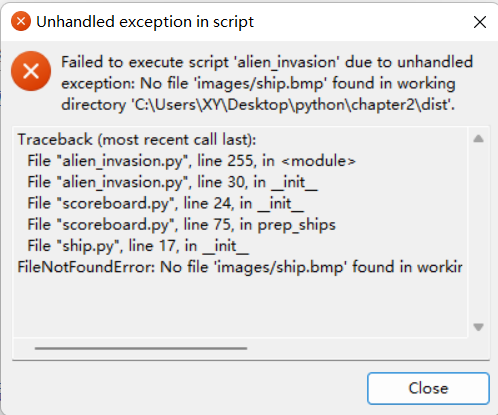 Unhandled exception in script
Failed to execute script 'alien_invasion' due to unhandled
exception: No file 'images/ship.bmp' found in working
directory 'C:\Users\XY\Desktop\python\chapter2\dist'.
Traceback (most recent call last):
File "alien_invasion.py", line 255, in <module>
File "alien_invasion.py", line 30, in __init__
File "scoreboard.py", line 24, in __init__
File "scoreboard.py", line 75, in prep_ships
File "ship.py", line 17, in __init__
FileNotFoundError: No file 'images/ship.bmp' found in workir
Close